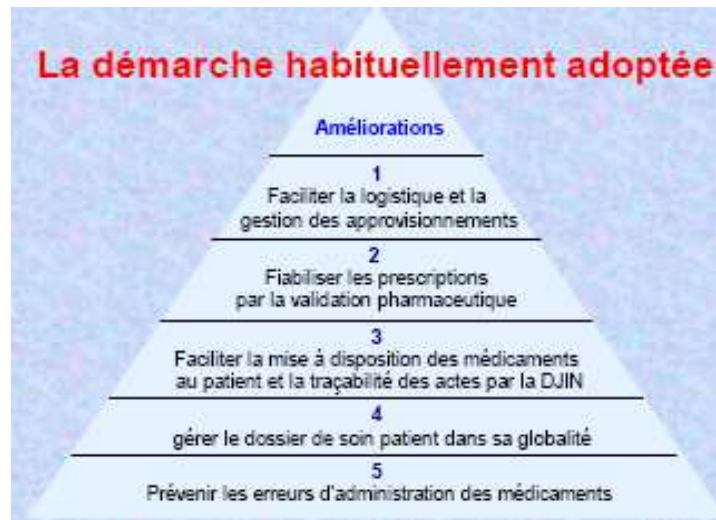 La démarche habituellement adoptée
Améliorations
1
Faciliter la logistique et la
gestion des approvisionnements
2
Fiabiliser les prescriptions
par la validation pharmaceutique
3
Faciliter la mise à disposition des médicaments
au patient et la traçabilité des actes par la DJIN
4
gérer le dossier de soin patient dans sa globalité
5
Prévenir les erreurs d'administration des médicaments